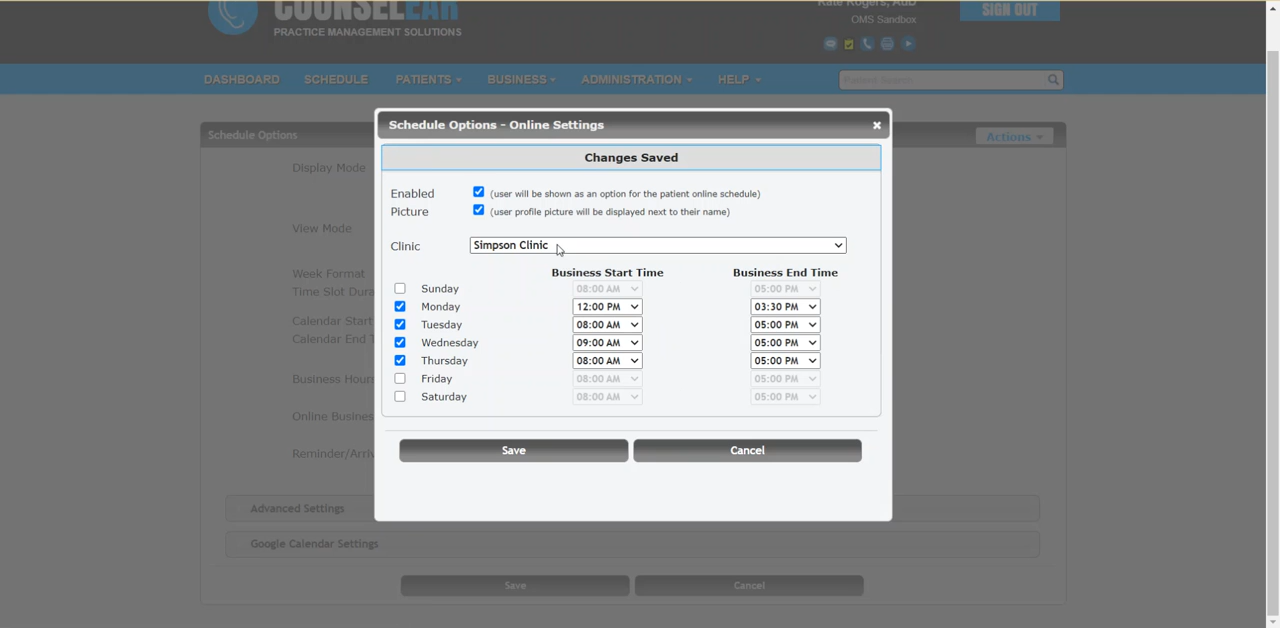 COUNSELEAR
PRACTICE MANAGEMENT SOLUTIONS
Kate Rogers, AuD
OMS Sandbox
SIGN OUT
DASHBOARD SCHEDULE PATIENTS BUSINESS ADMINISTRATION HELP Patient Search
Schedule Options Actions
Display Mode
View Mode
Week Format
Time Slot Dura
Calendar Start
Calendar End T
Business Hours
Online Busines
Reminder/Arriv
Schedule Options - Online Settings
Changes Saved
Enabled (user will be shown as an option for the patient online schedule)
Picture (user profile picture will be displayed next to their name)
Clinic Simpson Clinic
Business Start Time Business End Time
Sunday 08:00 AM 05:00 PM
Monday 12:00 PM 03:30 PM
Tuesday 08:00 AM 05:00 PM
Wednesday 09:00 AM 05:00 PM
Thursday 08:00 AM 05:00 PM
Friday 08:00 AM 05:00 PM
Saturday 08:00 AM 05:00 PM
Save Cancel
Advanced Settings
Google Calendar Settings
Save Cancel